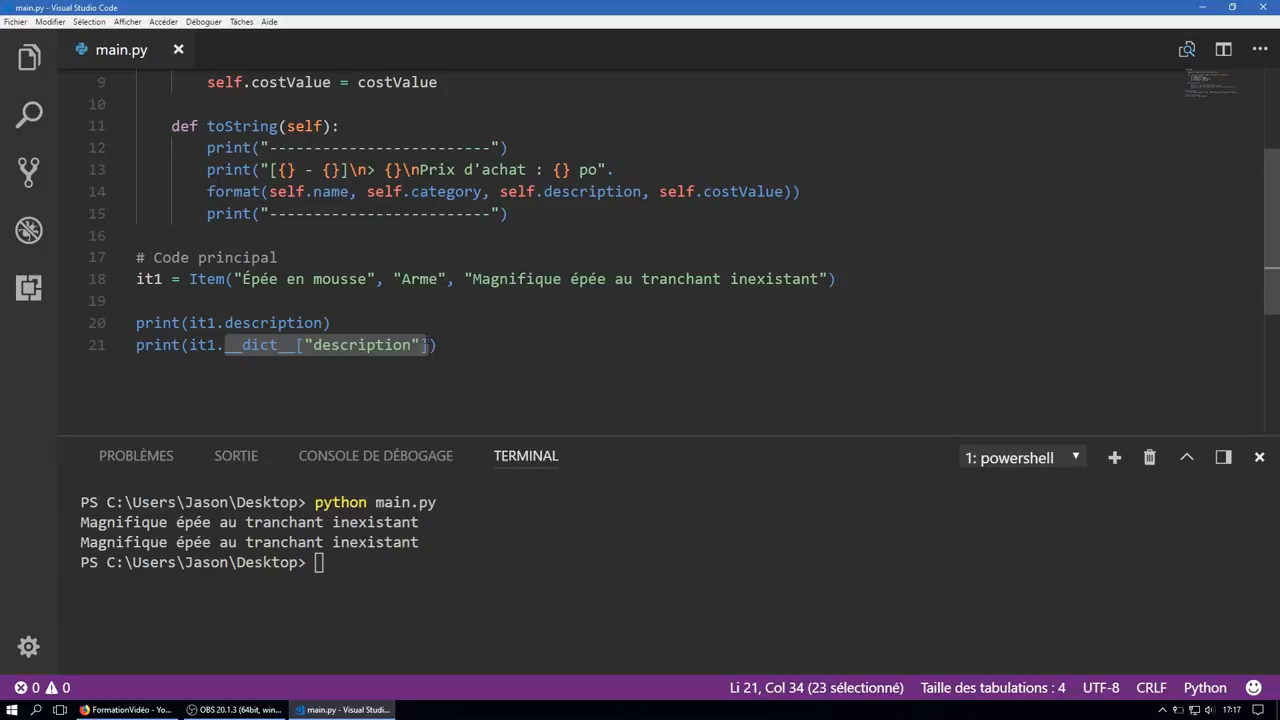 main.py - Visual Studio Code
Fichier Modifier Sélection Afficher Accéder Déboguer Tâches Aide
main.py
9 self.costValue = costValue
10
11 def toString(self):
12 print("-------------------------")
13 print("[{} - {}]\n> {}\nPrix d'achat : {} po".
14 format(self.name, self.category, self.description, self.costValue))
15 print("-------------------------")
16
17 # Code principal
18 it1 = Item("Épée en mousse", "Arme", "Magnifique épée au tranchant inexistant")
19
20 print(it1.description)
21 print(it1.__dict__["description"])
PROBLÈMES SORTIE CONSOLE DE DÉBOGAGE TERMINAL 1: powershell
PS C:\Users\Jason\Desktop> python main.py
Magnifique épée au tranchant inexistant
Magnifique épée au tranchant inexistant
PS C:\Users\Jason\Desktop>
0 0 Li 21, Col 34 (23 sélectionné) Taille des tabulations : 4 UTF-8 CRLF Python
FormationVidéo - Yo... OBS 20.1.3 (64bit, win... main.py - Visual Studi... 17:17